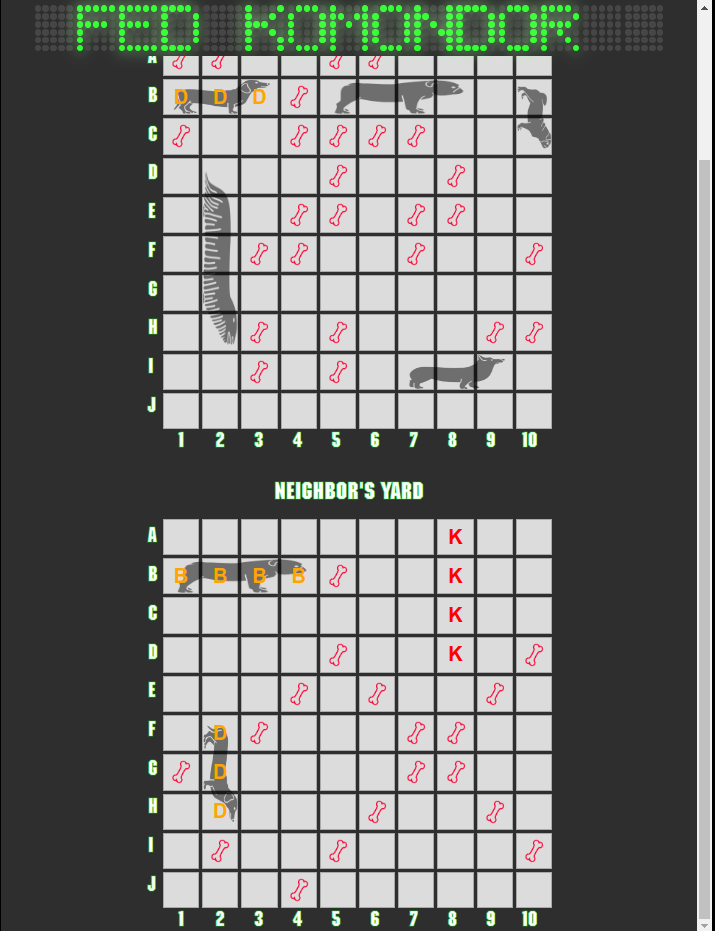 FED KOMONDOR
A
B D D D
C
D
E
F
G
H
I
J
1 2 3 4 5 6 7 8 9 10
NEIGHBOR'S YARD
A K
B B B B B K
C K
D K
E
F D
G D
H D
I
J
1 2 3 4 5 6 7 8 9 10